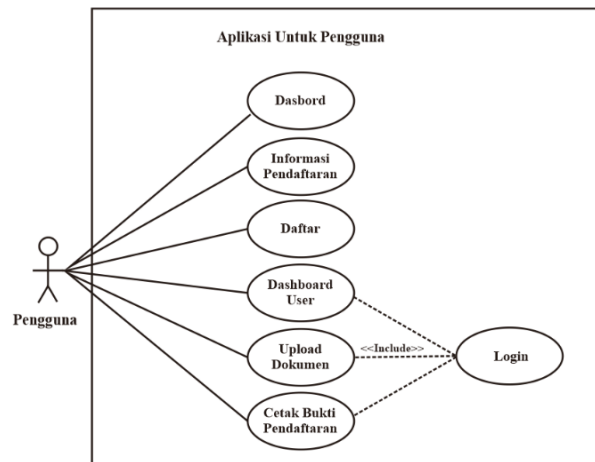 Aplikasi Untuk Pengguna
Dasbord
Informasi
Pendaftaran
Daftar
Dashboard
User
Pengguna
Upload
Dokumen
<<Include>>
Login
Cetak Bukti
Pendaftaran